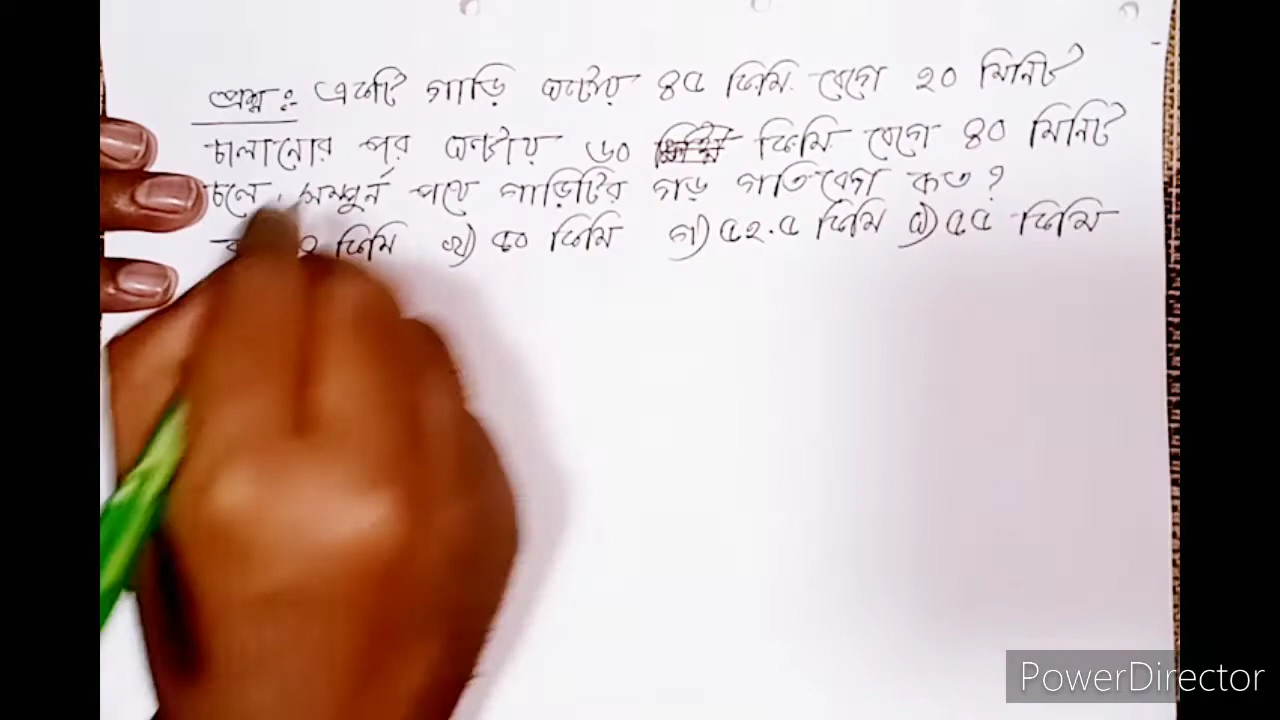 প্রশ্ন :- একটি গাড়ি ঘণ্টায় ৪৫ কিমি. বেগে ২০ মিনিট
চালানোর পর ঘণ্টায় ৬০ কিমি. বেগে ৪০ মিনিট
চলে। সম্পূর্ন পথে গাড়িটির গড় গতিবেগ কত?
কিমি খ) ৫০ কিমি গ) ৫২.৫ কিমি ঘ) ৫৫ কিমি
PowerDirector